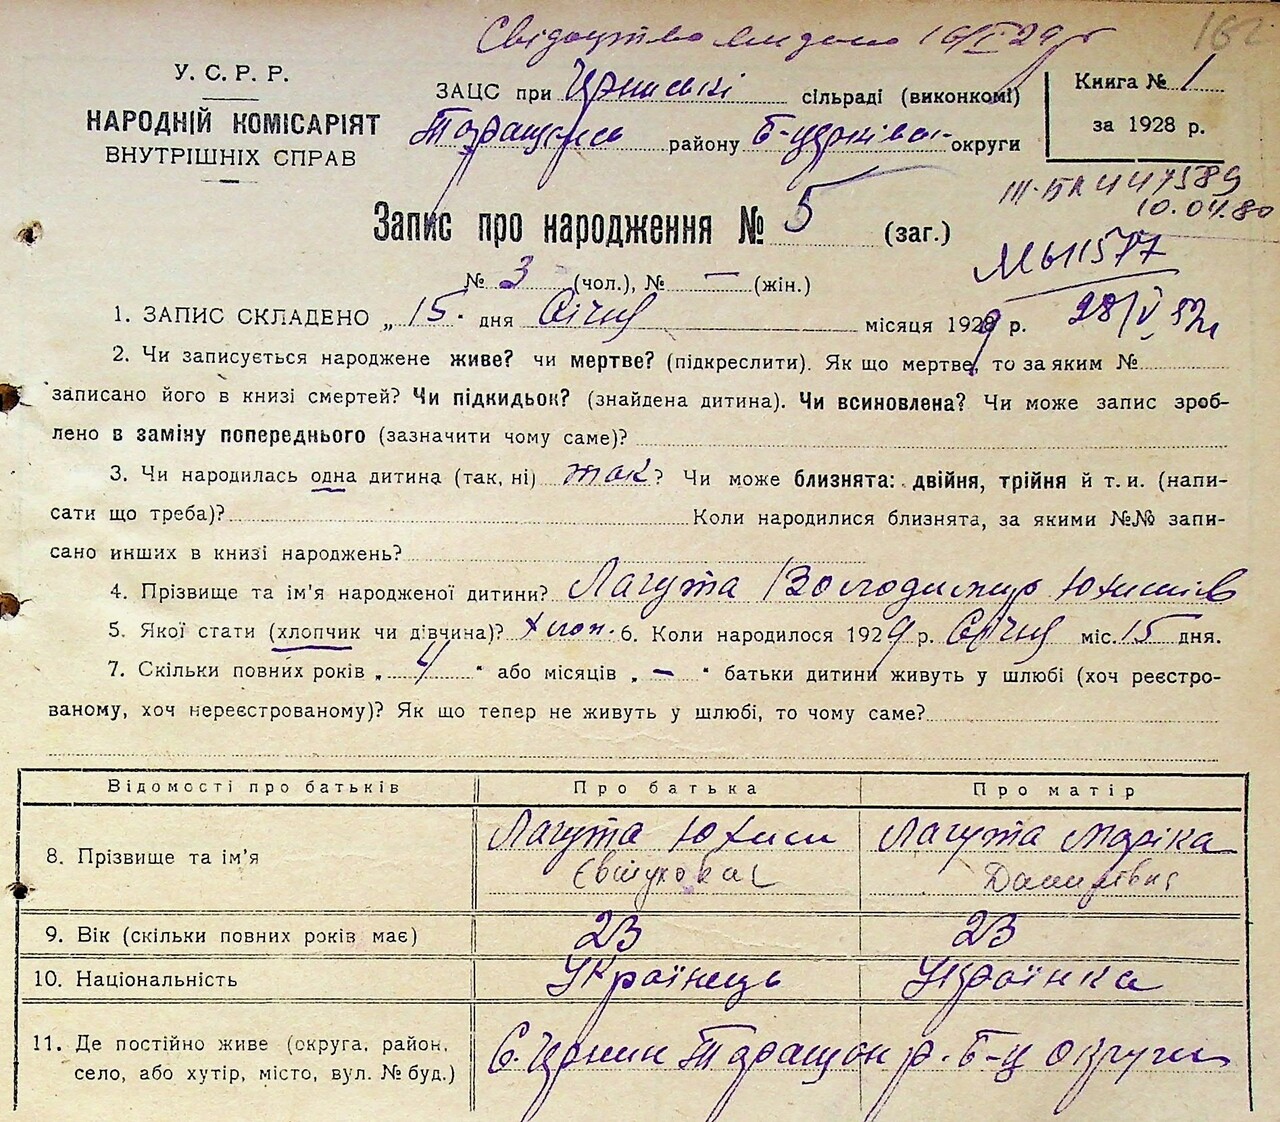 Свідоцтво видано 16/I 29 р
162
У. С. Р. Р.
НАРОДНІЙ КОМІСАРІЯТ
ВНУТРІШНІХ СПРАВ
ЗАЦС при сільраді (виконкомі)
Таращансь району Б-церківс- округи
Книга № 1
за 1928 р.
III-БК 447589
10.04.80
Запис про народження № 5 (заг.)
№ 3 (чол.), № — (жін.)
28/V 52
1. ЗАПИС СКЛАДЕНО „ 15. дня Січня місяця 1929 р.
2. Чи записується народжене живе? чи мертве? (підкреслити). Як що мертве, то за яким №
записано його в книзі смертей? Чи підкидьок? (знайдена дитина). Чи всиновлена? Чи може запис зроб-
лено в заміну попереднього (зазначити чому саме)?
3. Чи народилась одна дитина (так, ні) так? Чи може близнята: двійня, трійня й т. и. (напи-
сати що треба)? Коли народилися близнята, за якими №№ запи-
сано инших в книзі народжень?
4. Прізвище та ім'я народженої дитини? Лагута Володимир Юхимів
5. Якої стати (хлопчик чи дівчина)? Хлоп. 6. Коли народилося 1929 р. Січня міс. 15 дня.
7. Скільки повних років „ 4 " або місяців „ — " батьки дитини живуть у шлюбі (хоч реєстро-
ваному, хоч нереєстрованому)? Як що тепер не живуть у шлюбі, то чому саме?
Відомості про батьків Про батька Про матір
8. Прізвище та ім'я Лагута Юхим Лагута Маріка
Данилівна
9. Вік (скільки повних років має) 23 23
10. Національність Українець Українка
11. Де постійно живе (округа, район,
село, або хутір, місто, вул. № буд.)
с. Чернин Таращан р. Б-Ц округи